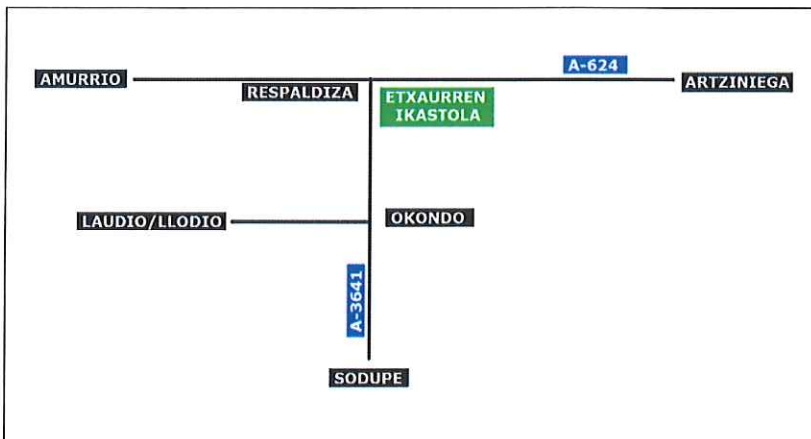 A-624
AMURRIO
ARTZINIEGA
RESPALDIZA
ETXAURREN
IKASTOLA
LAUDIO/LLODIO
OKONDO
A-3641
SODUPE